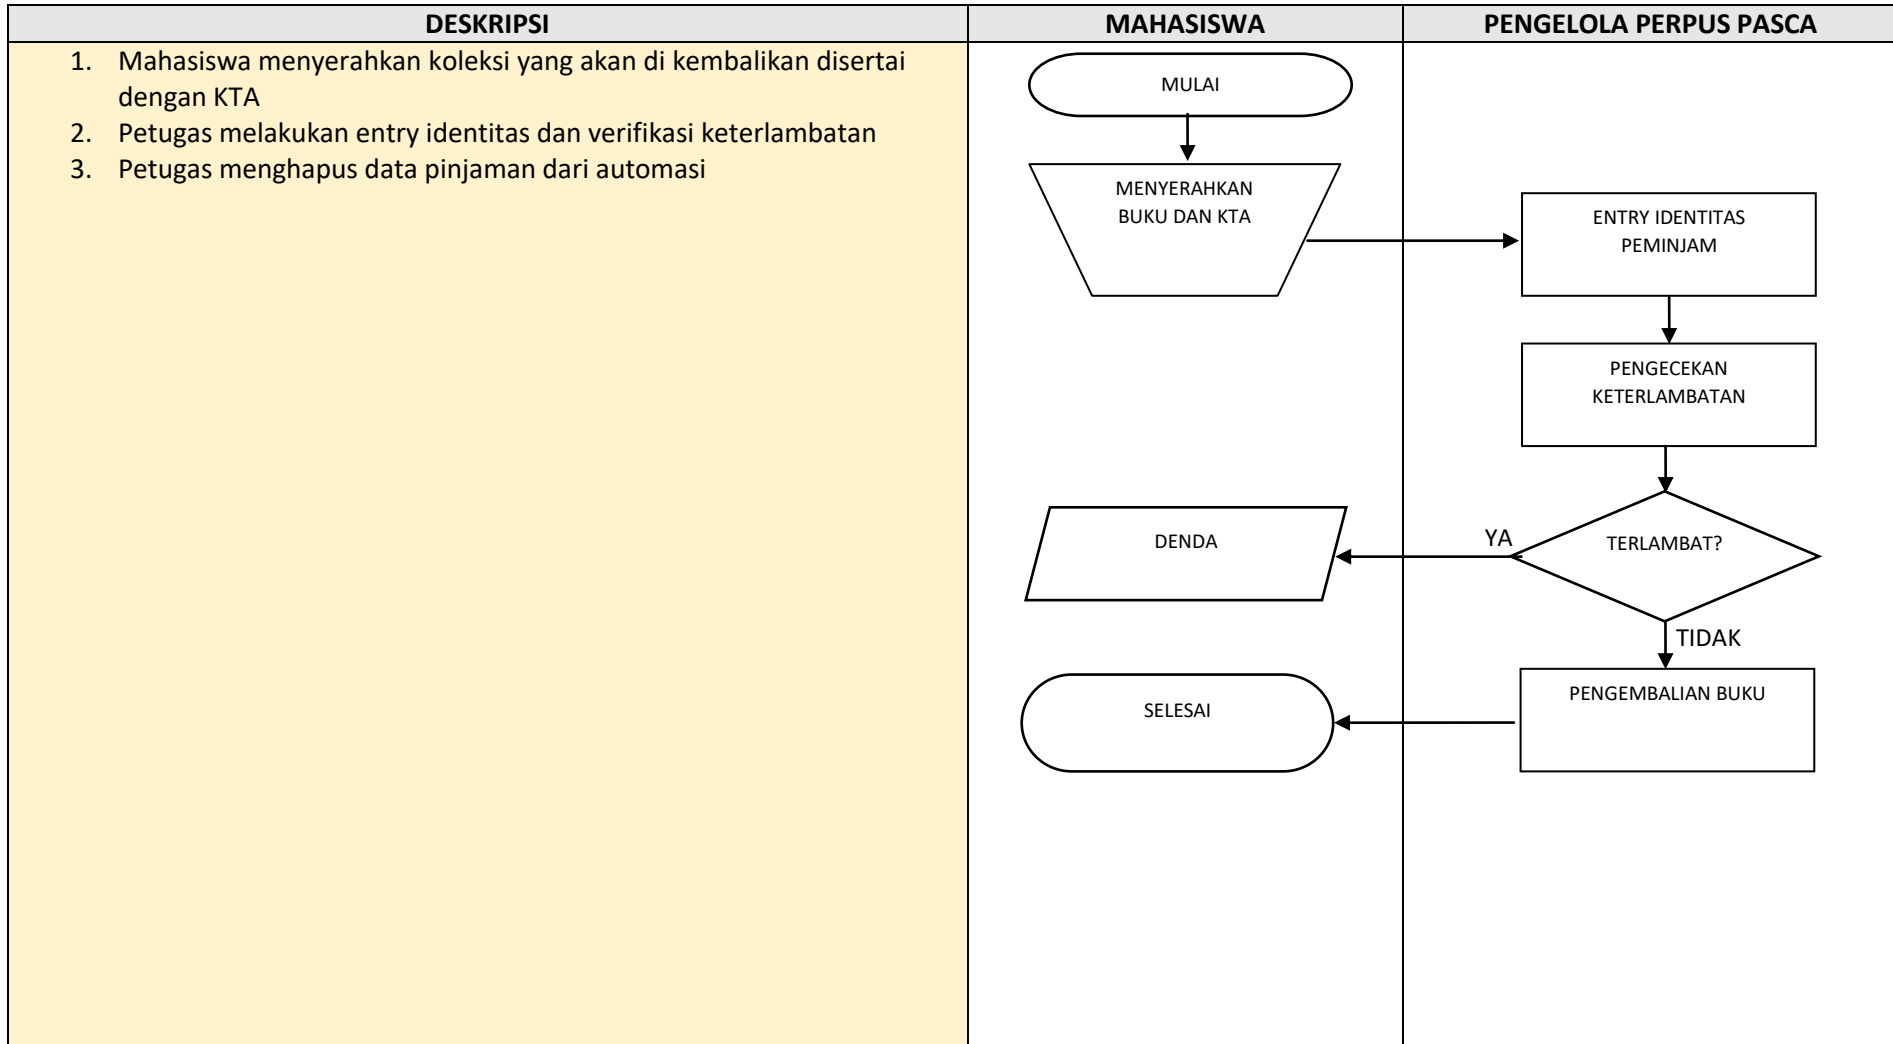 DESKRIPSI
MAHASISWA
PENGELOLA PERPUS PASCA
1. Mahasiswa menyerahkan koleksi yang akan di kembalikan disertai
dengan KTA
2. Petugas melakukan entry identitas dan verifikasi keterlambatan
3. Petugas menghapus data pinjaman dari automasi
MULAI
MENYERAHKAN
BUKU DAN KTA
ENTRY IDENTITAS
PEMINJAM
PENGECEKAN
KETERLAMBATAN
TERLAMBAT?
YA
DENDA
TIDAK
PENGEMBALIAN BUKU
SELESAI